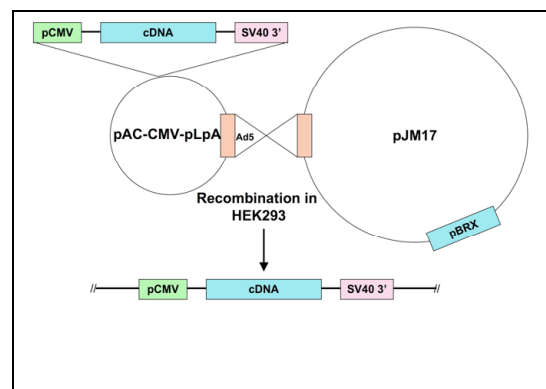 pCMV cDNA SV40 3'
pAC-CMV-pLpA Ad5 pJM17
Recombination in
HEK293
pBRX
// pCMV cDNA SV40 3' //